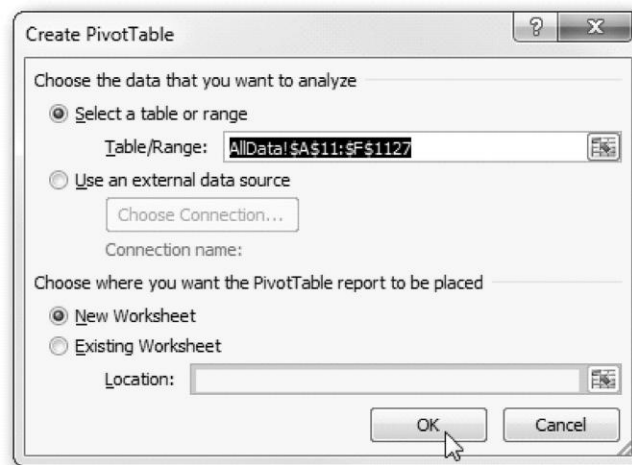 Create PivotTable
Choose the data that you want to analyze
Select a table or range
Table/Range: AllData!$A$11:$F$1127
Use an external data source
Choose Connection...
Connection name:
Choose where you want the PivotTable report to be placed
New Worksheet
Existing Worksheet
Location:
OK Cancel